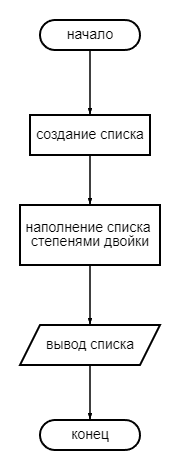 начало
создание списка
наполнение списка
степенями двойки
вывод списка
конец